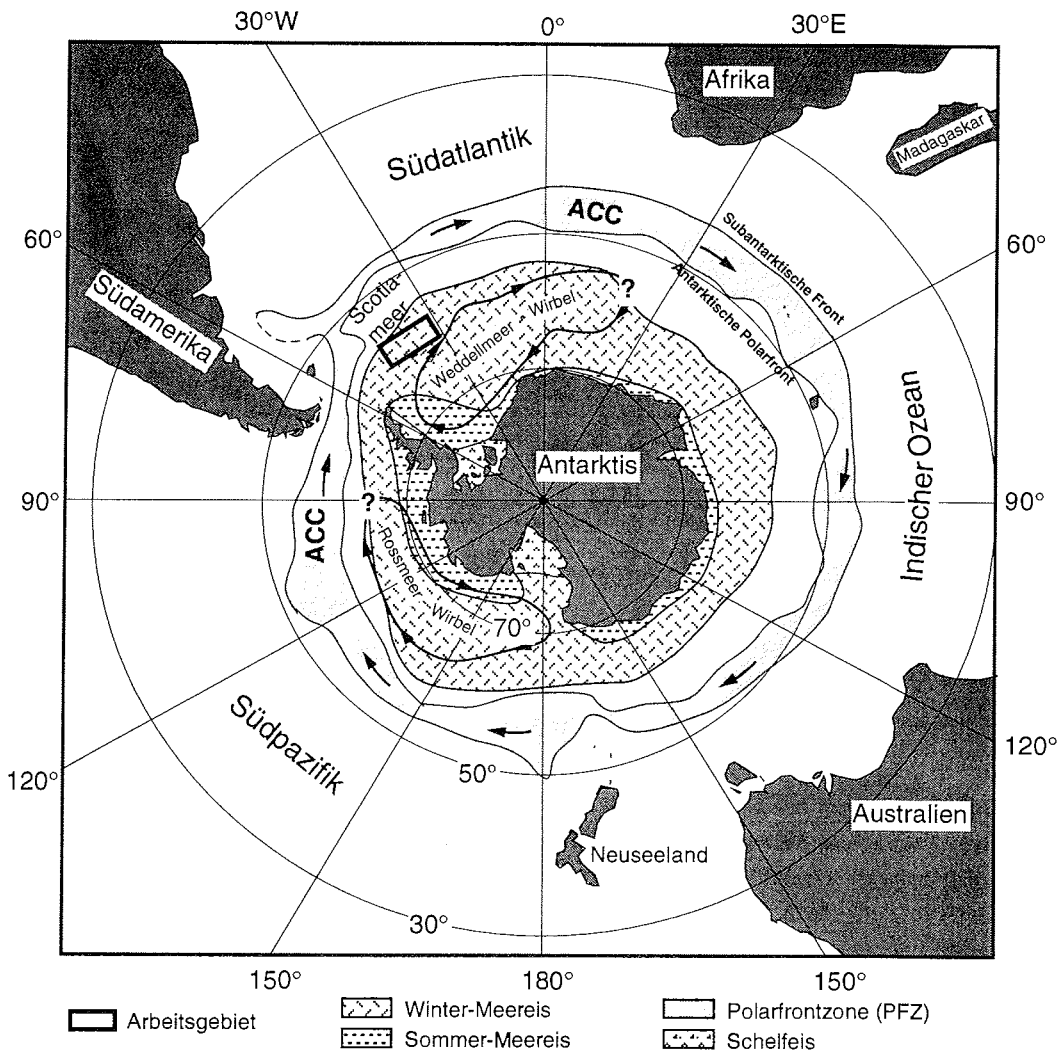 30°W
0°
30°E
Afrika
Madagaskar
Südatlantik
ACC
Subantarktische Front
Antarktische Polarfront
60°
60°
Scotia-
meer
?
Weddellmeer - Wirbel
Südamerika
Antarktis
Indischer Ozean
90°
?
90°
ACC
Rossmeer
Wirbel
70°
Südpazifik
50°
120°
120°
Australien
Neuseeland
30°
150°
180°
150°
Arbeitsgebiet
Winter-Meereis
Sommer-Meereis
Polarfrontzone (PFZ)
Schelfeis